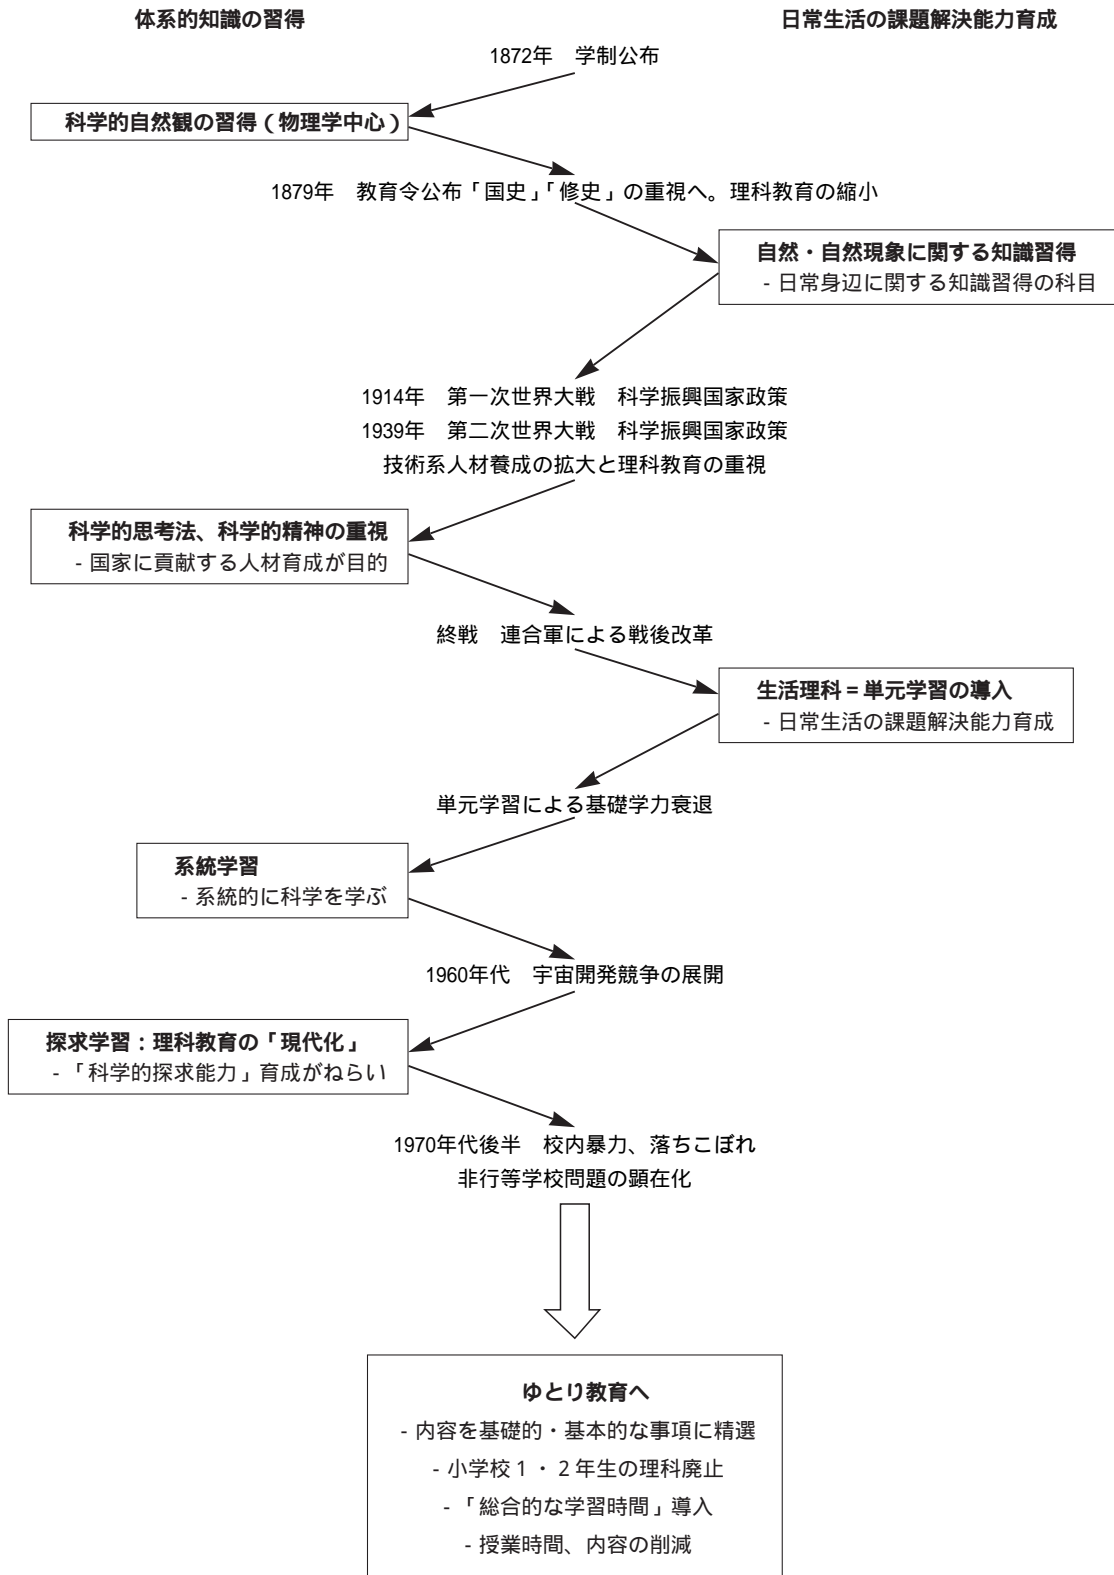 体系的知識の習得
日常生活の課題解決能力育成
1872年　学制公布
科学的自然観の習得（物理学中心）
1879年　教育令公布「国史」「修史」の重視へ。理科教育の縮小
自然・自然現象に関する知識習得
- 日常身辺に関する知識習得の科目
1914年　第一次世界大戦　科学振興国家政策
1939年　第二次世界大戦　科学振興国家政策
技術系人材養成の拡大と理科教育の重視
科学的思考法、科学的精神の重視
- 国家に貢献する人材育成が目的
終戦　連合軍による戦後改革
生活理科＝単元学習の導入
- 日常生活の課題解決能力育成
単元学習による基礎学力衰退
系統学習
- 系統的に科学を学ぶ
1960年代　宇宙開発競争の展開
探求学習：理科教育の「現代化」
- 「科学的探求能力」育成がねらい
1970年代後半　校内暴力、落ちこぼれ
非行等学校問題の顕在化
ゆとり教育へ
- 内容を基礎的・基本的な事項に精選
- 小学校１・２年生の理科廃止
- 「総合的な学習時間」導入
- 授業時間、内容の削減